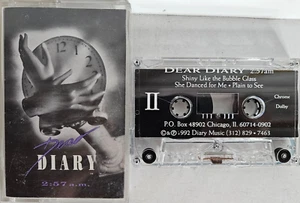 Dear
DIARY
2:57 a.m.
DEAR DIARY 2:57am
Shiny Like the Bubble Glass
She Danced for Me • Plain to See
II
Chrome
Dolby
P.O. Box 48902 Chicago, Il. 60714-0902
℗&©1992 Diary Music (312) 829-7463